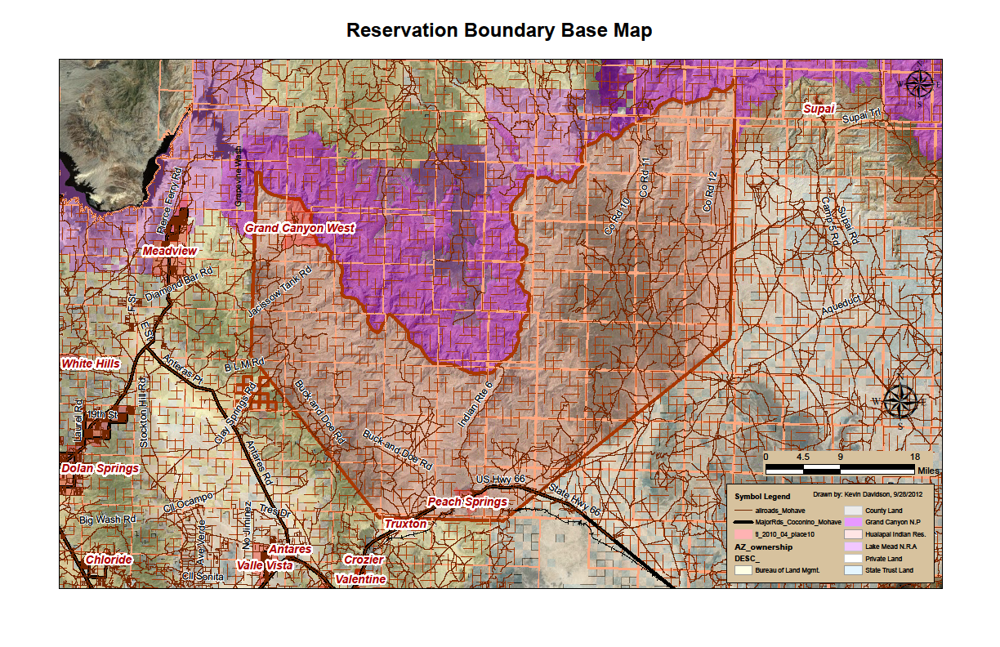 Reservation Boundary Base Map
N
W
E
S
Supai
Supai Trl
Pierce Ferry Rd
Grapevine Wash
Co Rd 11
Co Rd 12
Co Rd 10
Camp 5 Rd
Supai Rd
Grand Canyon West
Meadview
Diamond Bar Rd
Jacissow Tank Rd
Aqueduct
White Hills
Anteras Pl
B L M Rd
Stockton Hill Rd
Laurel Rd
19th St
Clay Springs Rd
Buck and Doe Rd
Indian Rte 6
W
S
Antares Rd
Buck and Doe Rd
Dolan Springs
US Hwy 66
State Hwy 66
Peach Springs
Cll Ocampo
Big Wash Rd
Ave Verde
No Jiminez
Tres Dr
Truxton
Antares
Chloride
Valle Vista
Crozier
Valentine
Cll Sonita
0 4.5 9 18
Miles
Symbol Legend
Drawn by: Kevin Davidson, 9/28/2012
allroads_Mohave
MajorRds_Coconino_Mohave
tl_2010_04_place10
AZ_ownership
DESC_
Bureau of Land Mgmt.
County Land
Grand Canyon N.P
Hualapai Indian Res.
Lake Mead N.R.A
Private Land
State Trust Land